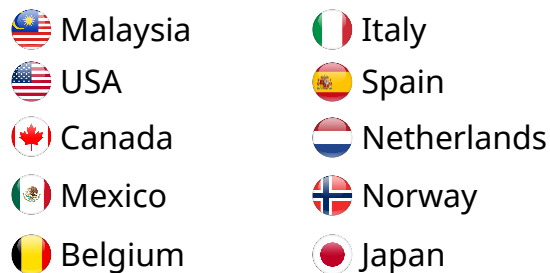 Malaysia
USA
Canada
Mexico
Belgium
Italy
Spain
Netherlands
Norway
Japan